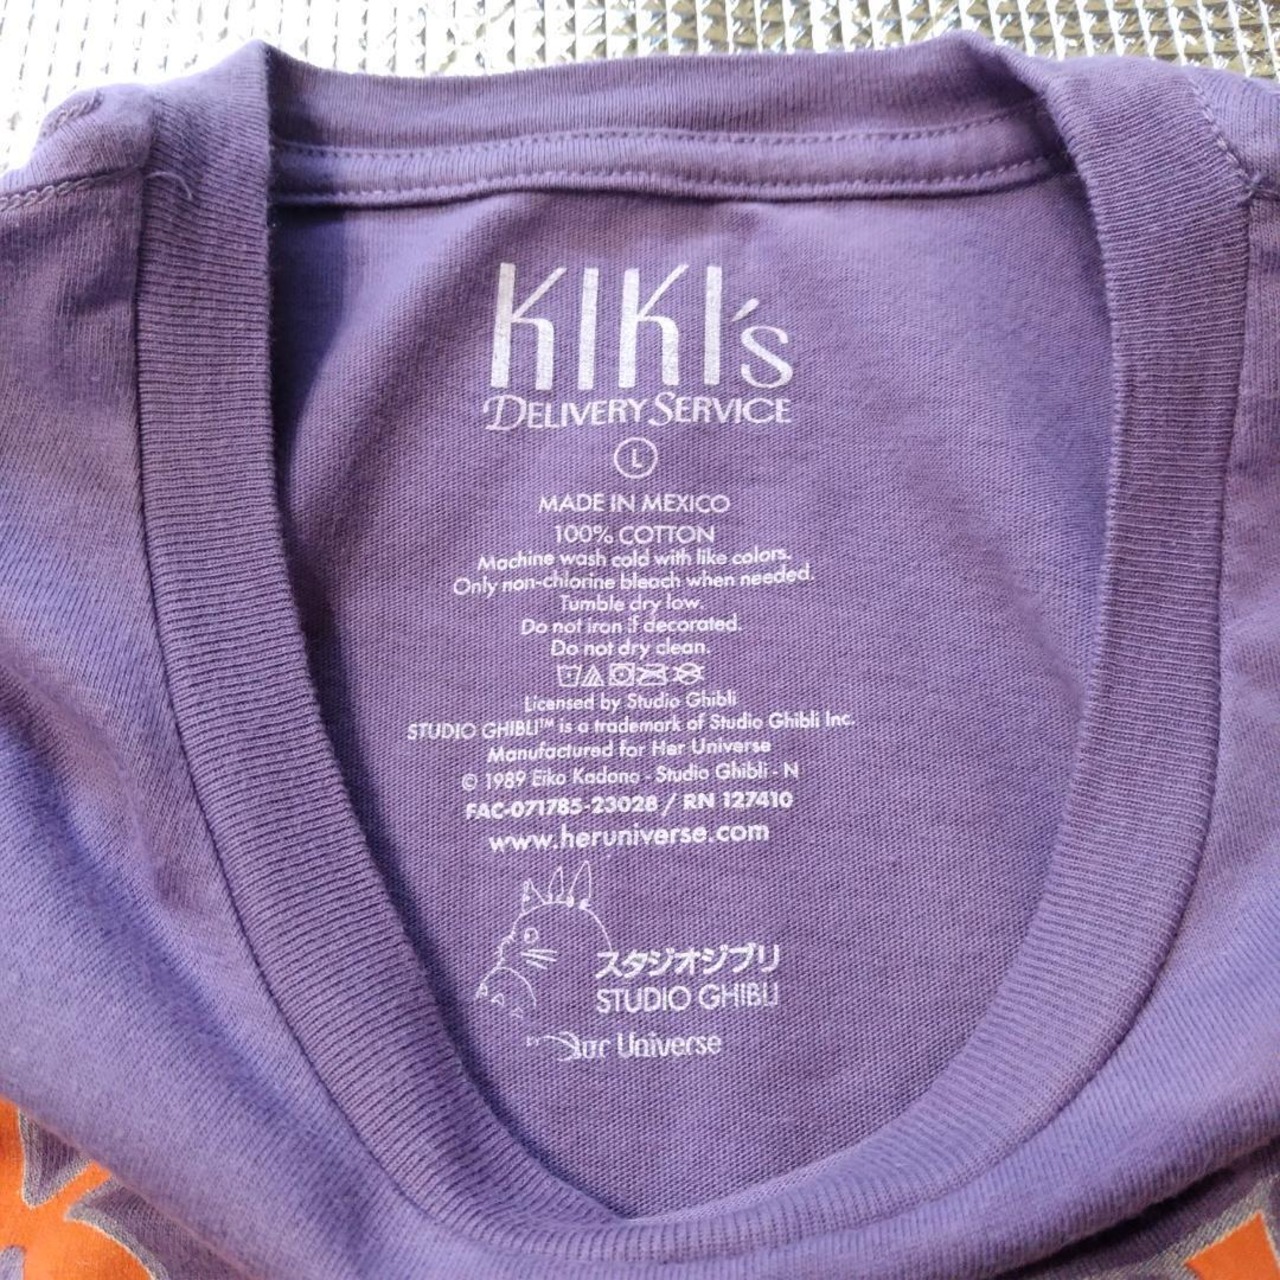 KIKI's
DELIVERY SERVICE
L
MADE IN MEXICO
100% COTTON
Machine wash cold with like colors.
Only non-chlorine bleach when needed.
Tumble dry low.
Do not iron if decorated.
Do not dry clean.
Licensed by Studio Ghibli
STUDIO GHIBLI™ is a trademark of Studio Ghibli Inc.
Manufactured for Her Universe
© 1989 Eiko Kadono - Studio Ghibli - N
FAC-071785-23028 / RN 127410
www.heruniverse.com
スタジオジブリ
STUDIO GHIBLI
Her Universe